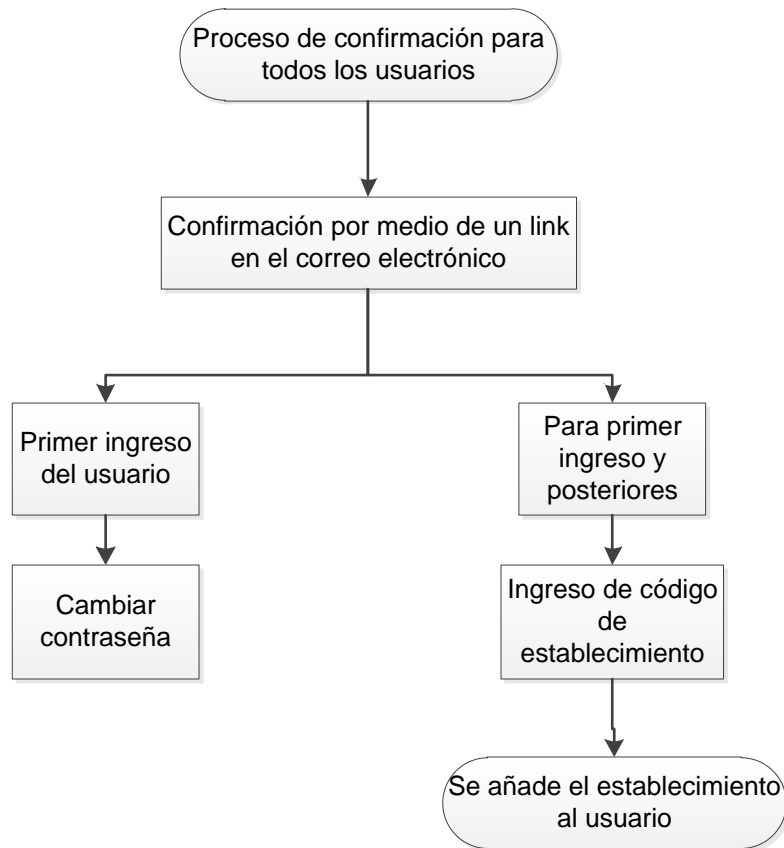 Proceso de confirmación para
todos los usuarios
Confirmación por medio de un link
en el correo electrónico
Primer ingreso
del usuario
Para primer
ingreso y
posteriores
Cambiar
contraseña
Ingreso de código
de
establecimiento
Se añade el establecimiento
al usuario